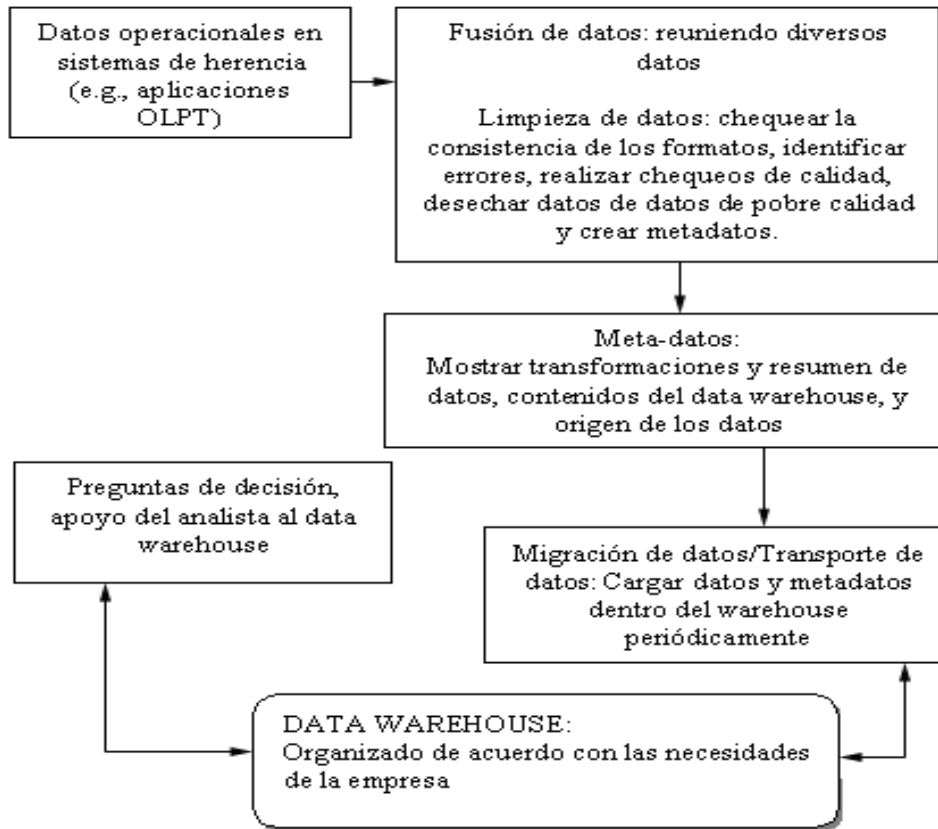 Datos operacionales en
sistemas de herencia
(e.g., aplicaciones
OLPT)
Fusión de datos: reuniendo diversos
datos
Limpieza de datos: chequear la
consistencia de los formatos, identificar
errores, realizar chequeos de calidad,
desechar datos de datos de pobre calidad
y crear metadatos.
Meta-datos:
Mostrar transformaciones y resumen de
datos, contenidos del data warehouse, y
origen de los datos
Preguntas de decisión,
apoyo del analista al data
warehouse
Migración de datos/Transporte de
datos: Cargar datos y metadatos
dentro del warehouse
periódicamente
DATA WAREHOUSE:
Organizado de acuerdo con las necesidades
de la empresa